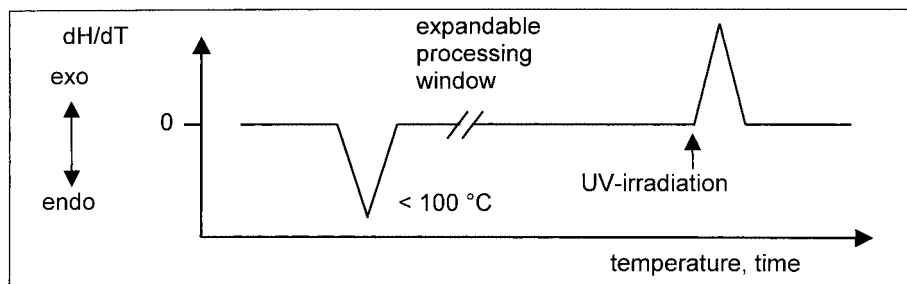 dH/dT
exo
0
endo
expandable
processing
window
< 100 °C
UV-irradiation
temperature, time